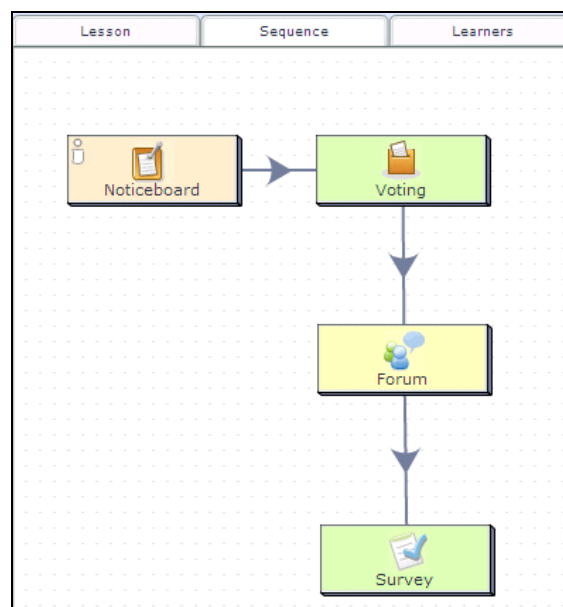 Lesson
Sequence
Learners
Noticeboard
Voting
Forum
Survey